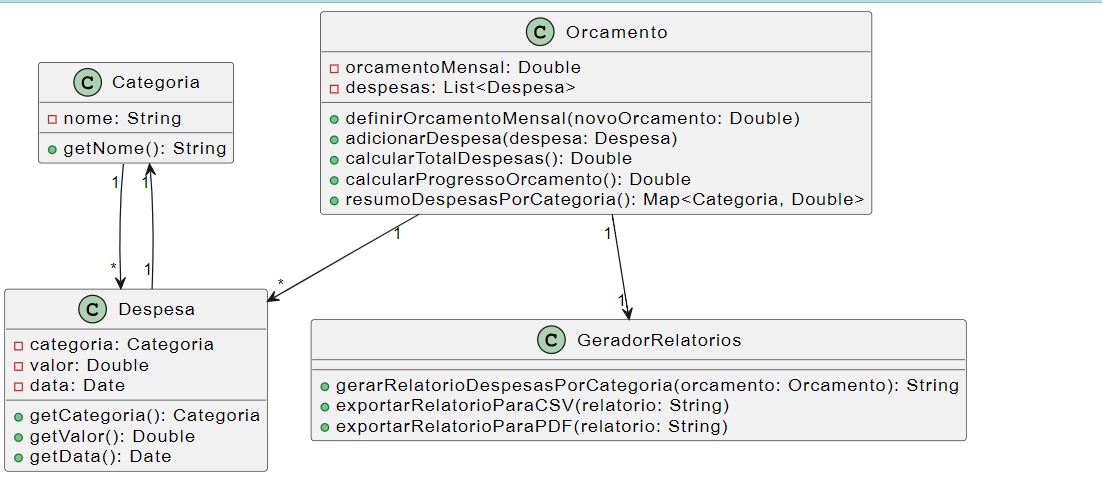 C Categoria
nome: String
getNome(): String
C Orcamento
orcamentoMensal: Double
despesas: List<Despesa>
definirOrcamentoMensal(novoOrcamento: Double)
adicionarDespesa(despesa: Despesa)
calcularTotalDespesas(): Double
calcularProgressoOrcamento(): Double
resumoDespesasPorCategoria(): Map<Categoria, Double>
1
1
*
1
1
*
1
1
C Despesa
categoria: Categoria
valor: Double
data: Date
getCategoria(): Categoria
getValor(): Double
getData(): Date
C GeradorRelatorios
gerarRelatorioDespesasPorCategoria(orcamento: Orcamento): String
exportarRelatorioParaCSV(relatorio: String)
exportarRelatorioParaPDF(relatorio: String)